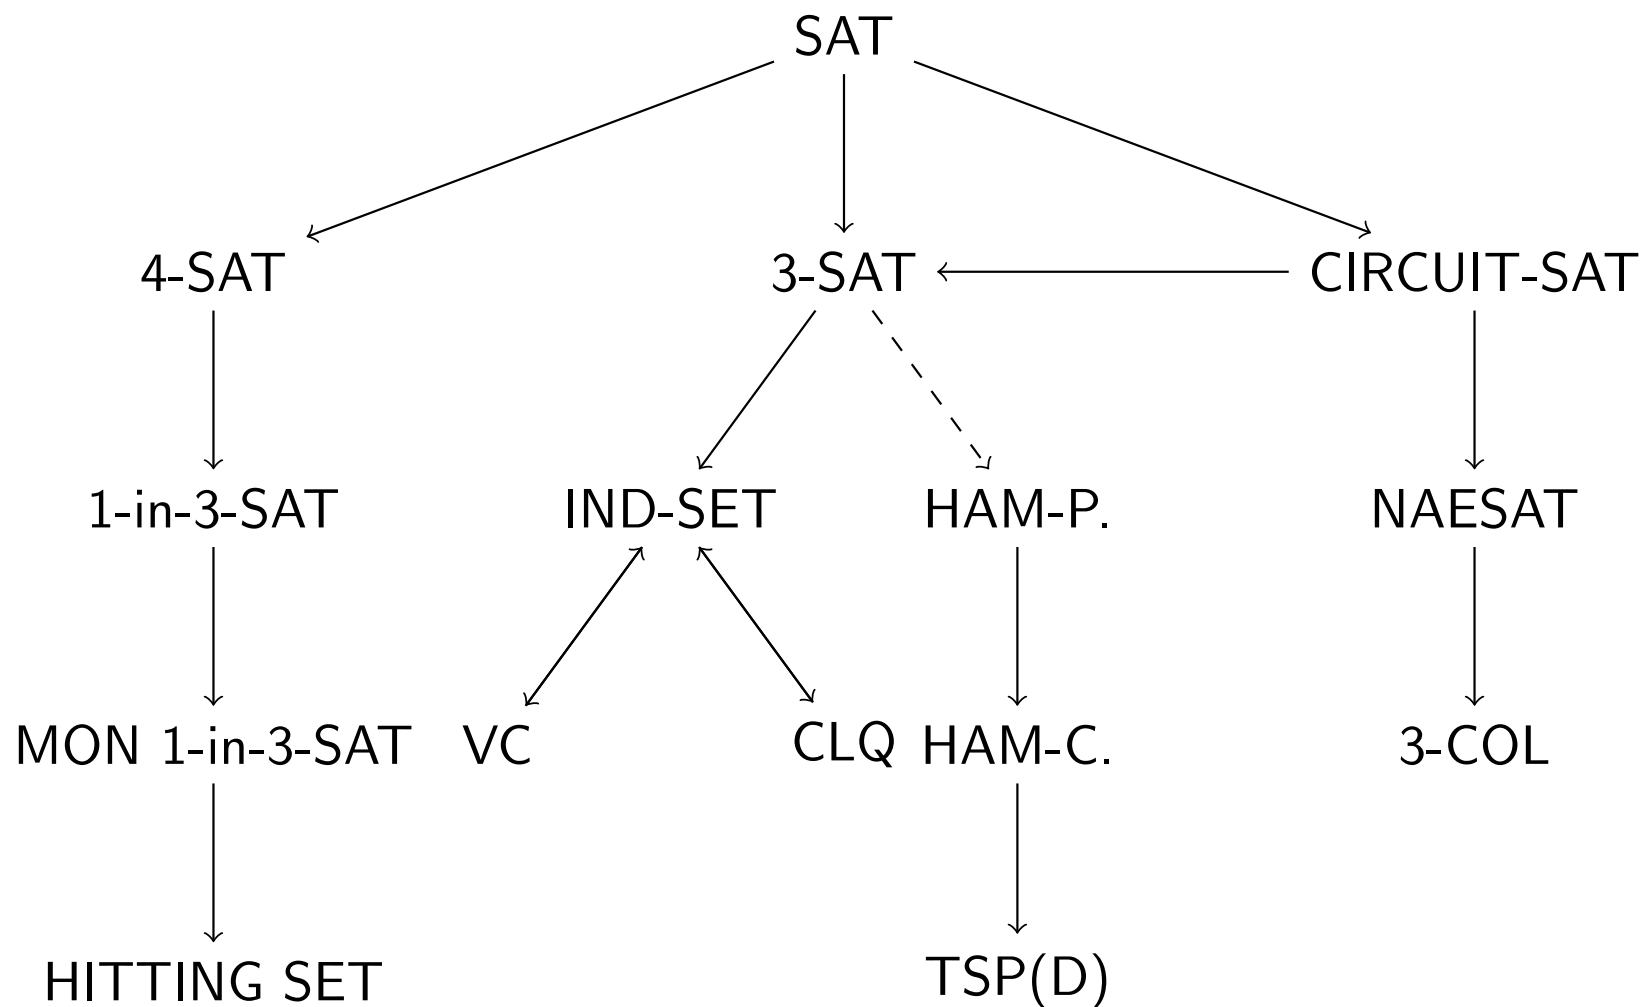 SAT
4-SAT 3-SAT CIRCUIT-SAT
1-in-3-SAT IND-SET HAM-P. NAESAT
MON 1-in-3-SAT VC CLQ HAM-C. 3-COL
HITTING SET TSP(D)